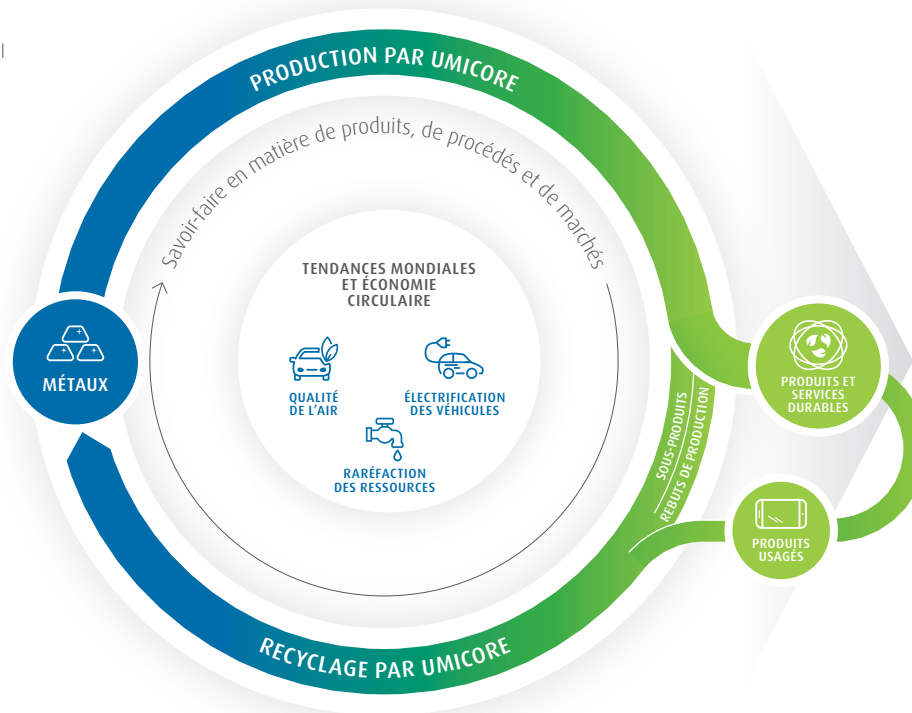 PRODUCTION PAR UMICORE
Savoir-faire en matière de produits, de procédés et de marchés
TENDANCES MONDIALES
ET ÉCONOMIE
CIRCULAIRE
QUALITÉ
DE L'AIR
ÉLECTRIFICATION
DES VÉHICULES
RARÉFACTION
DES RESSOURCES
MÉTAUX
PRODUITS ET
SERVICES
DURABLES
SOUS-PRODUITS
REBUTS DE PRODUCTION
PRODUITS
USAGÉS
RECYCLAGE PAR UMICORE